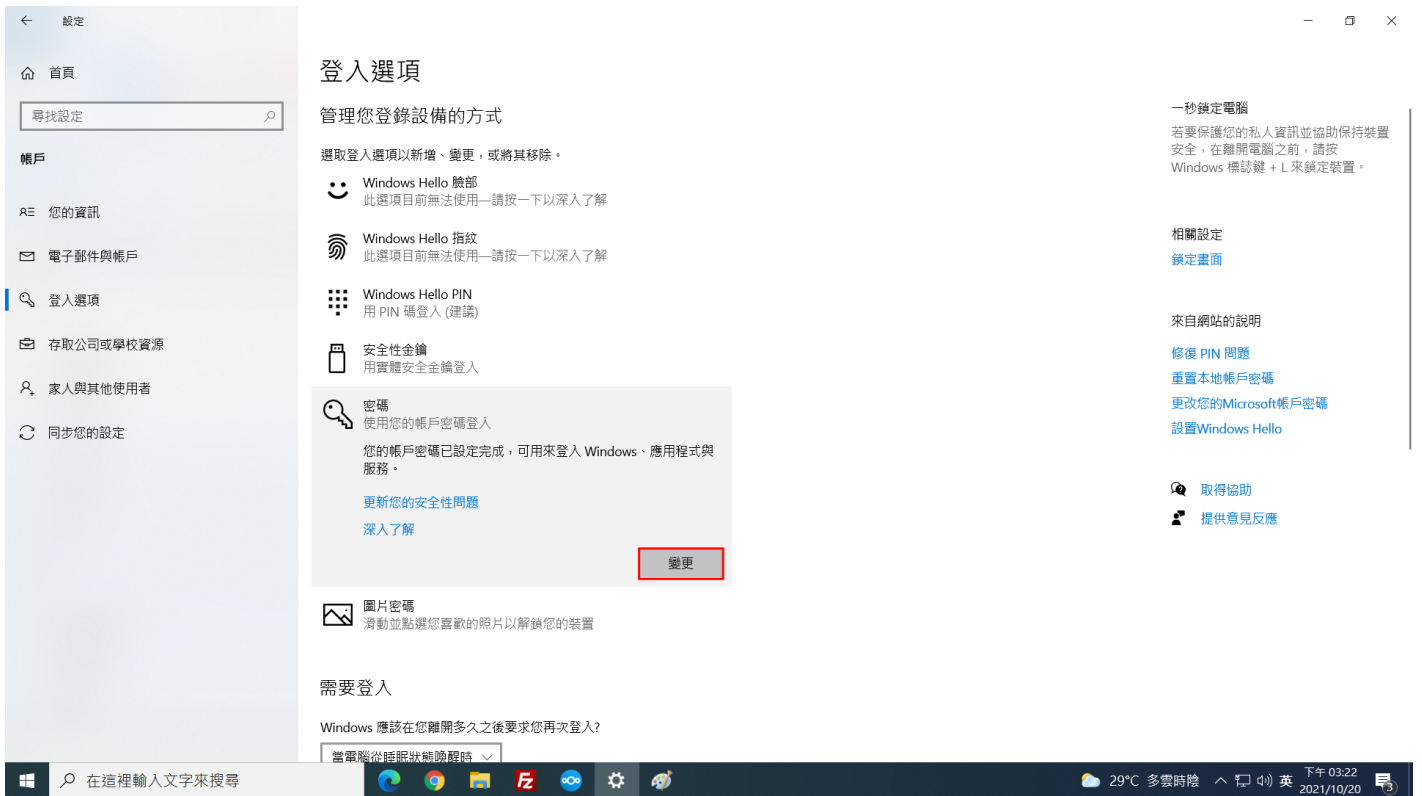 設定
首頁
尋找設定
帳戶
您的資訊
電子郵件與帳戶
登入選項
存取公司或學校資源
家人與其他使用者
同步您的設定
登入選項
管理您登錄設備的方式
選取登入選項以新增、變更，或將其移除。
Windows Hello 臉部
此選項目前無法使用—請按一下以深入了解
Windows Hello 指紋
此選項目前無法使用—請按一下以深入了解
Windows Hello PIN
用 PIN 碼登入 (建議)
安全性金鑰
用實體安全金鑰登入
密碼
使用您的帳戶密碼登入
您的帳戶密碼已設定完成，可用來登入 Windows、應用程式與
服務。
更新您的安全性問題
深入了解
變更
圖片密碼
滑動並點選您喜歡的照片以解鎖您的裝置
需要登入
Windows 應該在您離開多久之後要求您再次登入?
當電腦從睡眠狀態喚醒時
一秒鎖定電腦
若要保護您的私人資訊並協助保持裝置
安全，在離開電腦之前，請按
Windows 標誌鍵 + L 來鎖定裝置。
相關設定
鎖定畫面
來自網站的說明
修復 PIN 問題
重置本地帳戶密碼
更改您的Microsoft帳戶密碼
設置Windows Hello
取得協助
提供意見反應
在這裡輸入文字來搜尋
29°C 多雲時陰
英
下午 03:22
2021/10/20
3